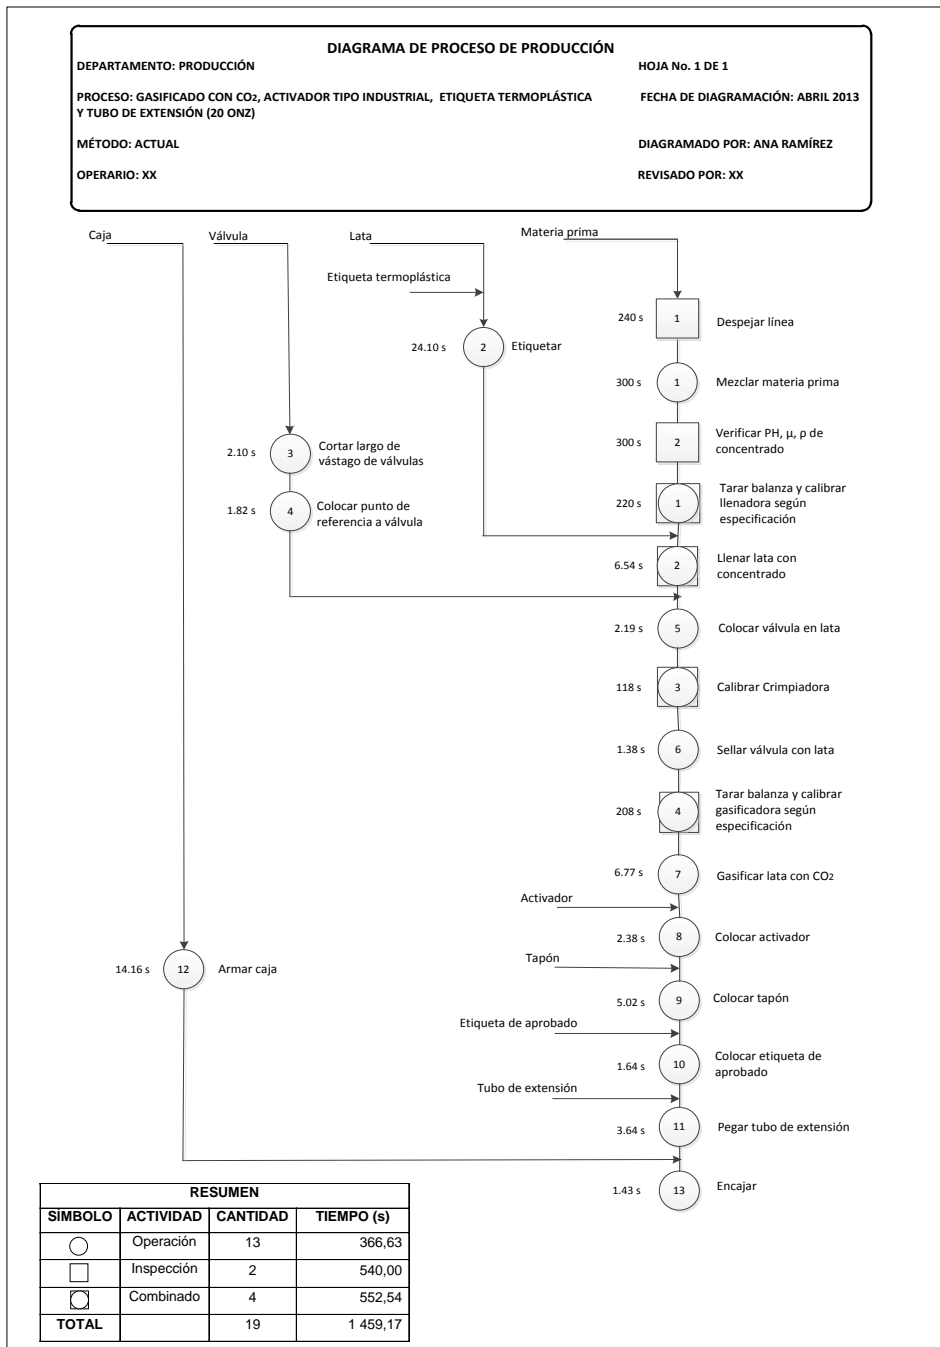 DIAGRAMA DE PROCESO DE PRODUCCIÓN
DEPARTAMENTO: PRODUCCIÓN
HOJA No. 1 DE 1
PROCESO: GASIFICADO CON CO2, ACTIVADOR TIPO INDUSTRIAL, ETIQUETA TERMOPLÁSTICA
Y TUBO DE EXTENSIÓN (20 ONZ)
FECHA DE DIAGRAMACIÓN: ABRIL 2013
MÉTODO: ACTUAL
DIAGRAMADO POR: ANA RAMÍREZ
OPERARIO: XX
REVISADO POR: XX
Caja
Válvula
Lata
Materia prima
Etiqueta termoplástica
240 s
1
Despejar línea
24.10 s
2
Etiquetar
300 s
1
Mezclar materia prima
300 s
2
Verificar PH, μ, ρ de
concentrado
2.10 s
3
Cortar largo de
vástago de válvulas
1.82 s
4
Colocar punto de
referencia a válvula
220 s
1
Tarar balanza y calibrar
llenadora según
especificación
6.54 s
2
Llenar lata con
concentrado
2.19 s
5
Colocar válvula en lata
118 s
3
Calibrar Crimpiadora
1.38 s
6
Sellar válvula con lata
208 s
4
Tarar balanza y calibrar
gasificadora según
especificación
6.77 s
7
Gasificar lata con CO2
Activador
2.38 s
8
Colocar activador
Tapón
14.16 s
12
Armar caja
5.02 s
9
Colocar tapón
Etiqueta de aprobado
1.64 s
10
Colocar etiqueta de
aprobado
Tubo de extensión
3.64 s
11
Pegar tubo de extensión
1.43 s
13
Encajar
RESUMEN
SÍMBOLO ACTIVIDAD CANTIDAD TIEMPO (s)
Operación 13 366,63
Inspección 2 540,00
Combinado 4 552,54
TOTAL 19 1 459,17